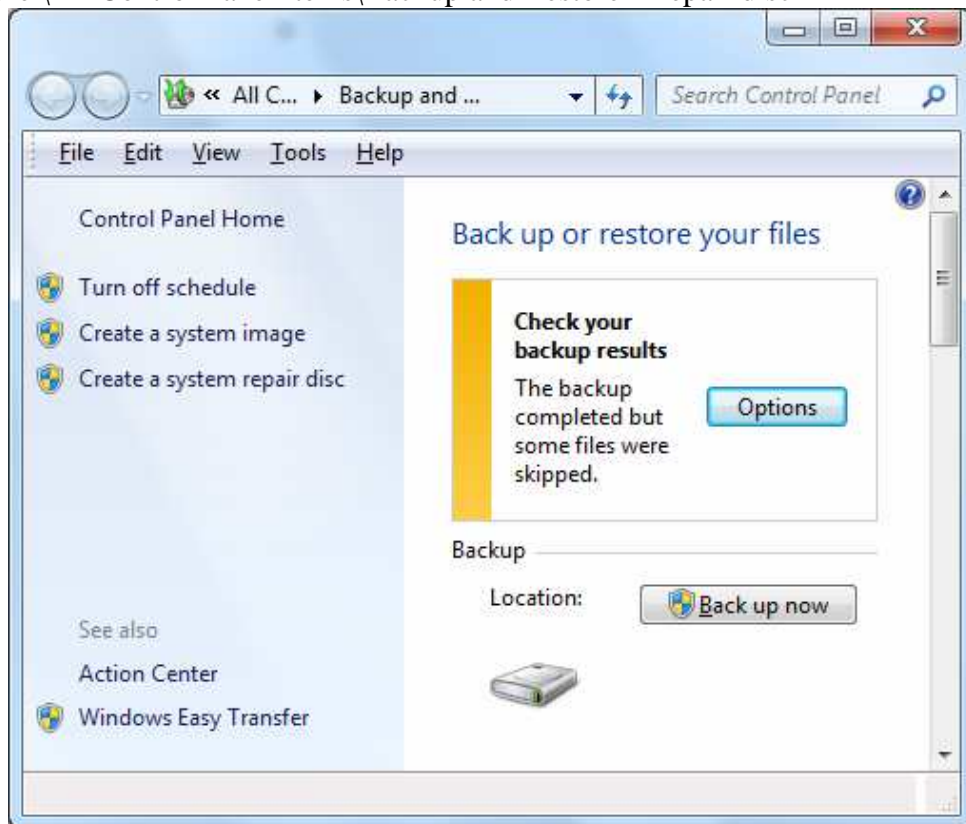 « All C... ▸ Backup and ...
Search Control Panel
File Edit View Tools Help
Control Panel Home
Turn off schedule
Create a system image
Create a system repair disc
See also
Action Center
Windows Easy Transfer
Back up or restore your files
Check your
backup results
The backup
completed but
some files were
skipped.
Options
Backup
Location:
Back up now